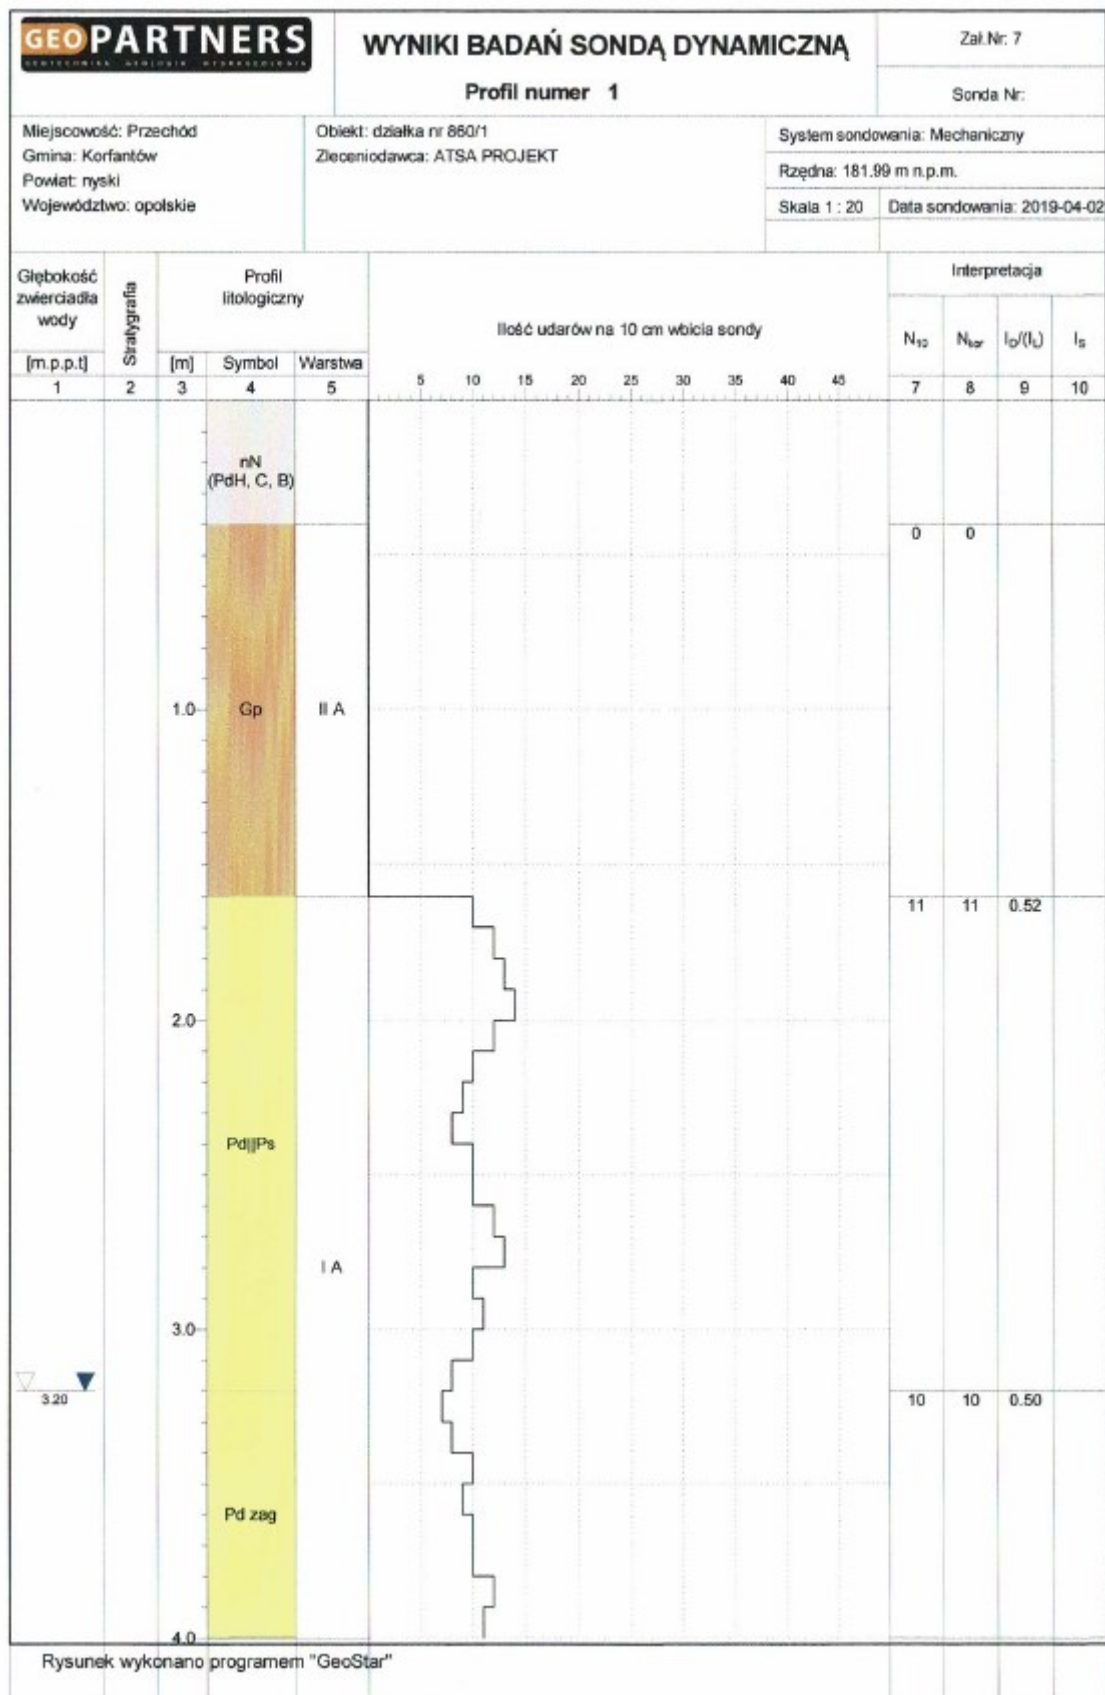 GEOPARTNERS
GEOTECHNIKA GEOLOGIA HYDROGEOLOGIA
WYNIKI BADAŃ SONDĄ DYNAMICZNĄ
Profil numer 1
Zał.Nr: 7
Sonda Nr:
Miejscowość: Przechód
Gmina: Korfantów
Powiat: nyski
Województwo: opolskie
Obiekt: działka nr 860/1
Zleceniodawca: ATSA PROJEKT
System sondowania: Mechaniczny
Rzędna: 181.99 m n.p.m.
Skala 1 : 20 Data sondowania: 2019-04-02
Głębokość
zwierciadła
wody
[m.p.p.t]
Stratygrafia
Profil
litologiczny
[m] Symbol Warstwa
Ilość udarów na 10 cm wbicia sondy
5 10 15 20 25 30 35 40 45
Interpretacja
N10 Nkor ID/(IL) IS
1 2 3 4 5 7 8 9 10
nN
(PdH, C, B)
0 0
1.0 Gp II A
11 11 0.52
2.0
Pd||Ps
I A
3.0
3.20
10 10 0.50
Pd zag
4.0
Rysunek wykonano programem "GeoStar"